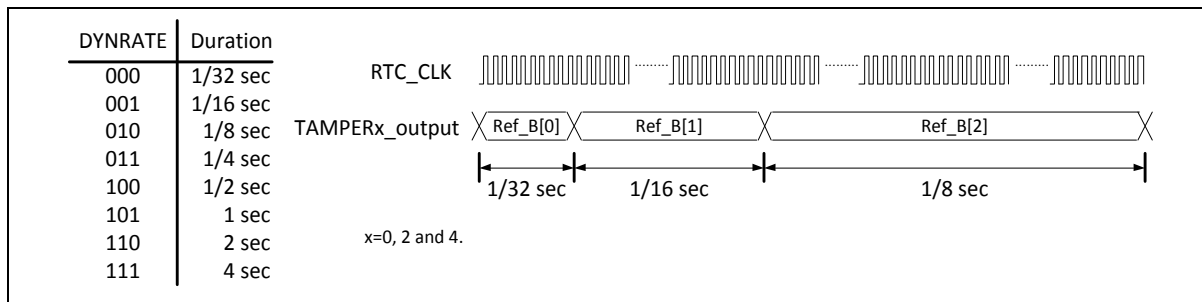 DYNRATE Duration
000 1/32 sec
001 1/16 sec
010 1/8 sec
011 1/4 sec
100 1/2 sec
101 1 sec
110 2 sec
111 4 sec
RTC_CLK
TAMPERx_output Ref_B[0] Ref_B[1] Ref_B[2]
1/32 sec 1/16 sec 1/8 sec
x=0, 2 and 4.